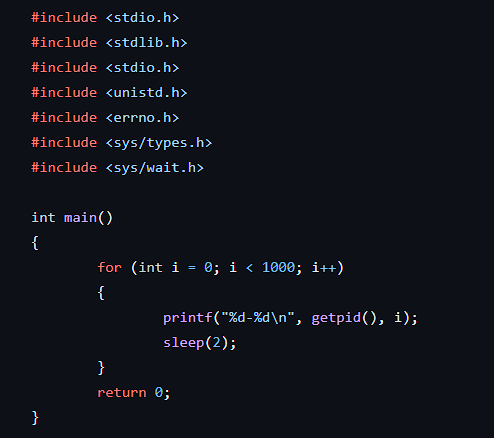 #include <stdio.h>
#include <stdlib.h>
#include <stdio.h>
#include <unistd.h>
#include <errno.h>
#include <sys/types.h>
#include <sys/wait.h>
int main()
{
for (int i = 0; i < 1000; i++)
{
printf("%d-%d\n", getpid(), i);
sleep(2);
}
return 0;
}